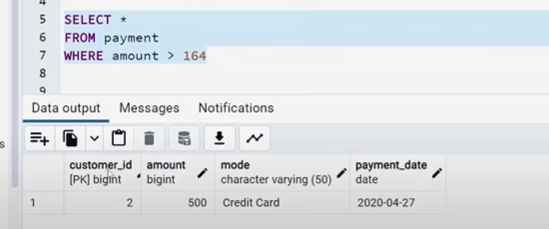 4
5 SELECT *
6 FROM payment
7 WHERE amount > 164
8
9
Data output Messages Notifications
customer_id amount mode payment_date
[PK] bigint bigint character varying (50) date
1 2 500 Credit Card 2020-04-27